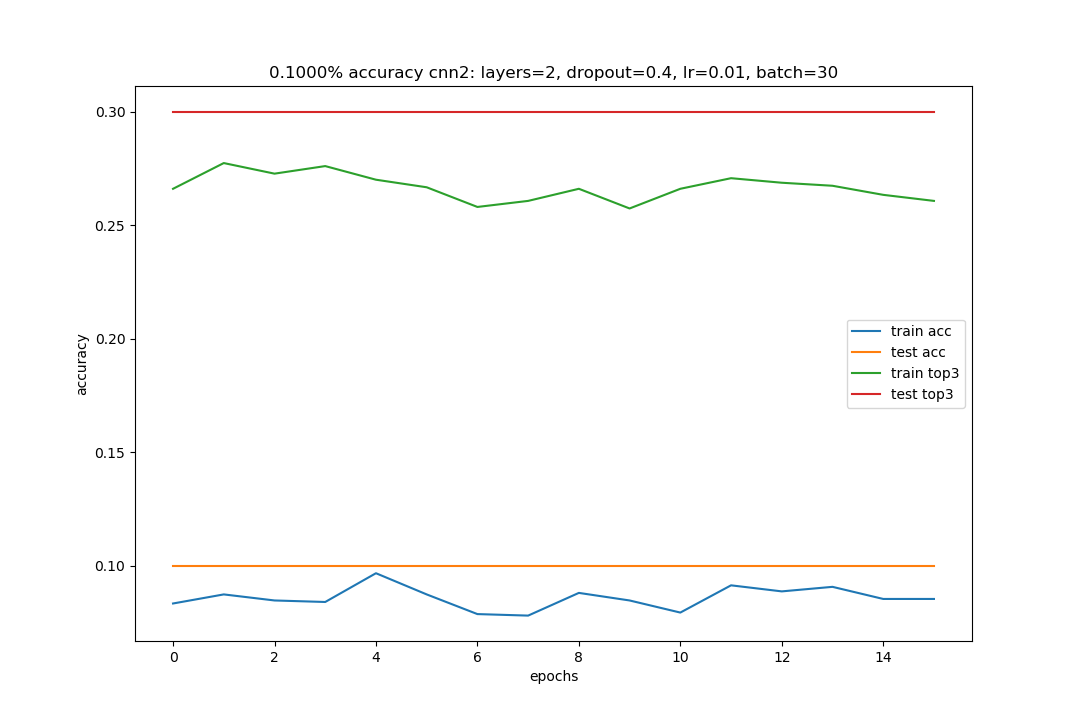 0.1000% accuracy cnn2: layers=2, dropout=0.4, lr=0.01, batch=30
0.30
0.25
0.20
0.15
0.10
accuracy
train acc
test acc
train top3
test top3
0 2 4 6 8 10 12 14
epochs